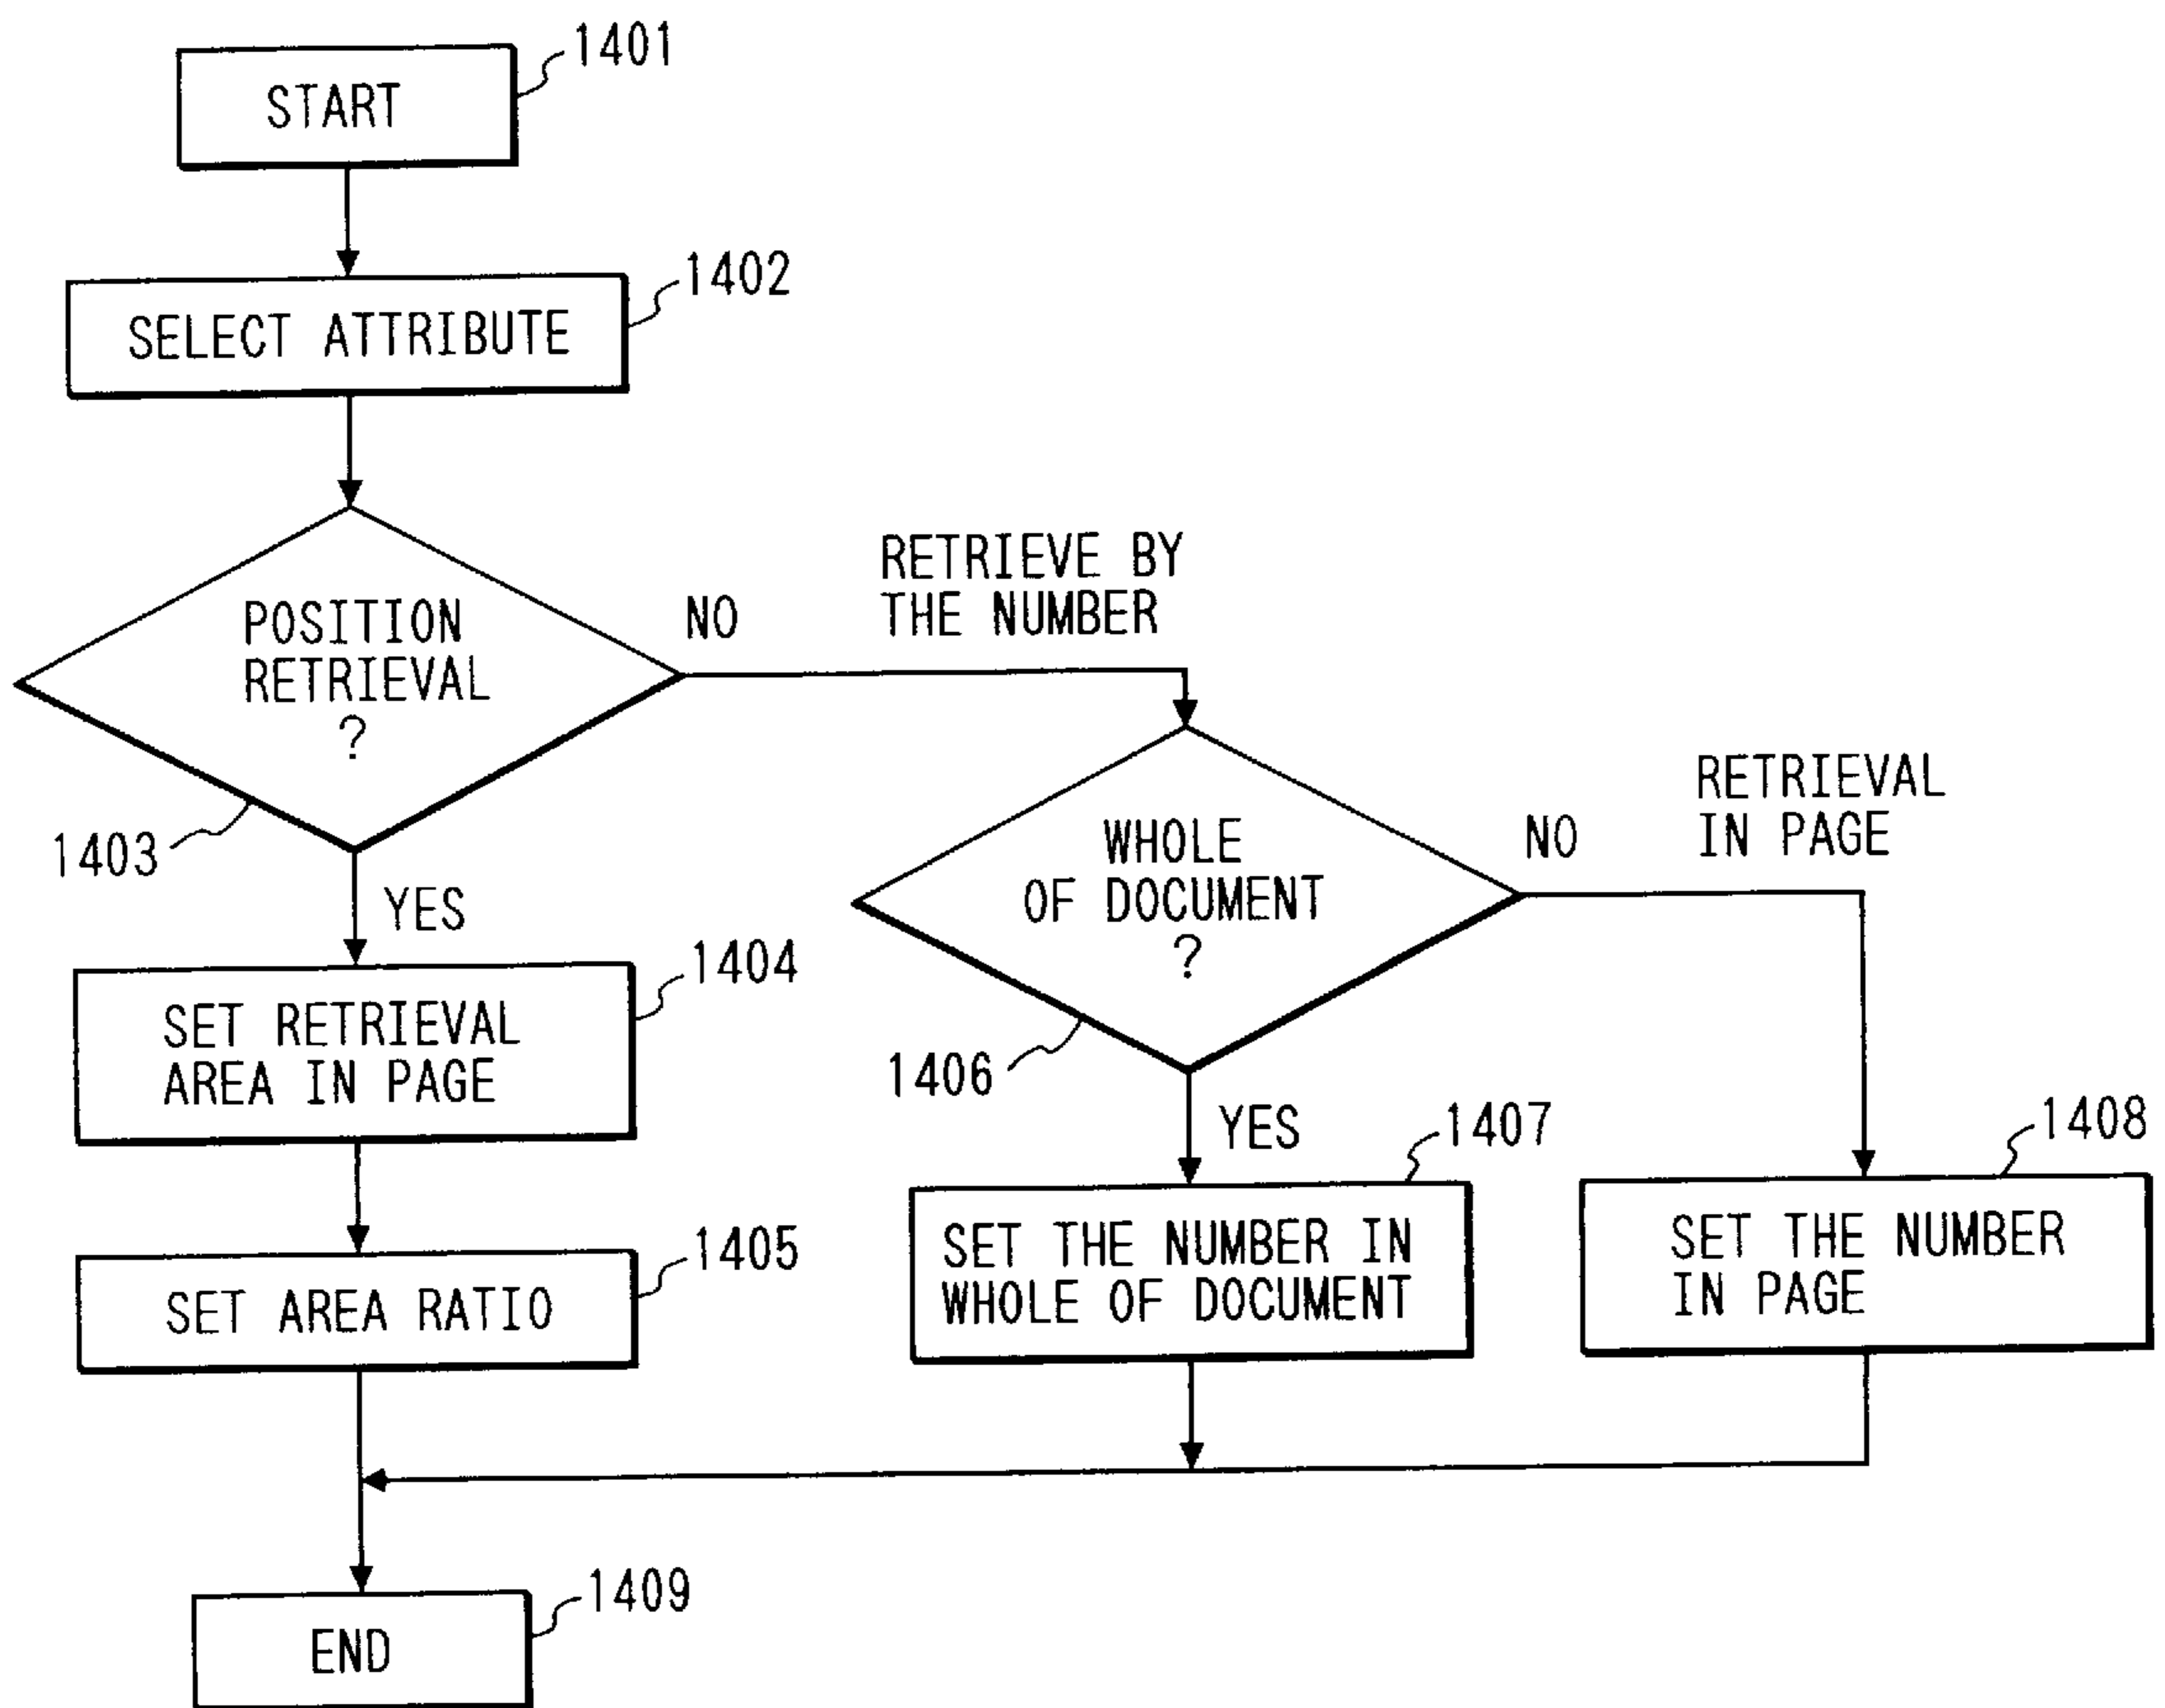 1401
START
1402
SELECT ATTRIBUTE
RETRIEVE BY
THE NUMBER
NO
POSITION
RETRIEVAL
?
1403
YES
RETRIEVAL
IN PAGE
NO
WHOLE
OF DOCUMENT
?
1406
YES
1404
SET RETRIEVAL
AREA IN PAGE
1407
1408
SET THE NUMBER IN
WHOLE OF DOCUMENT
SET THE NUMBER
IN PAGE
1405
SET AREA RATIO
1409
END